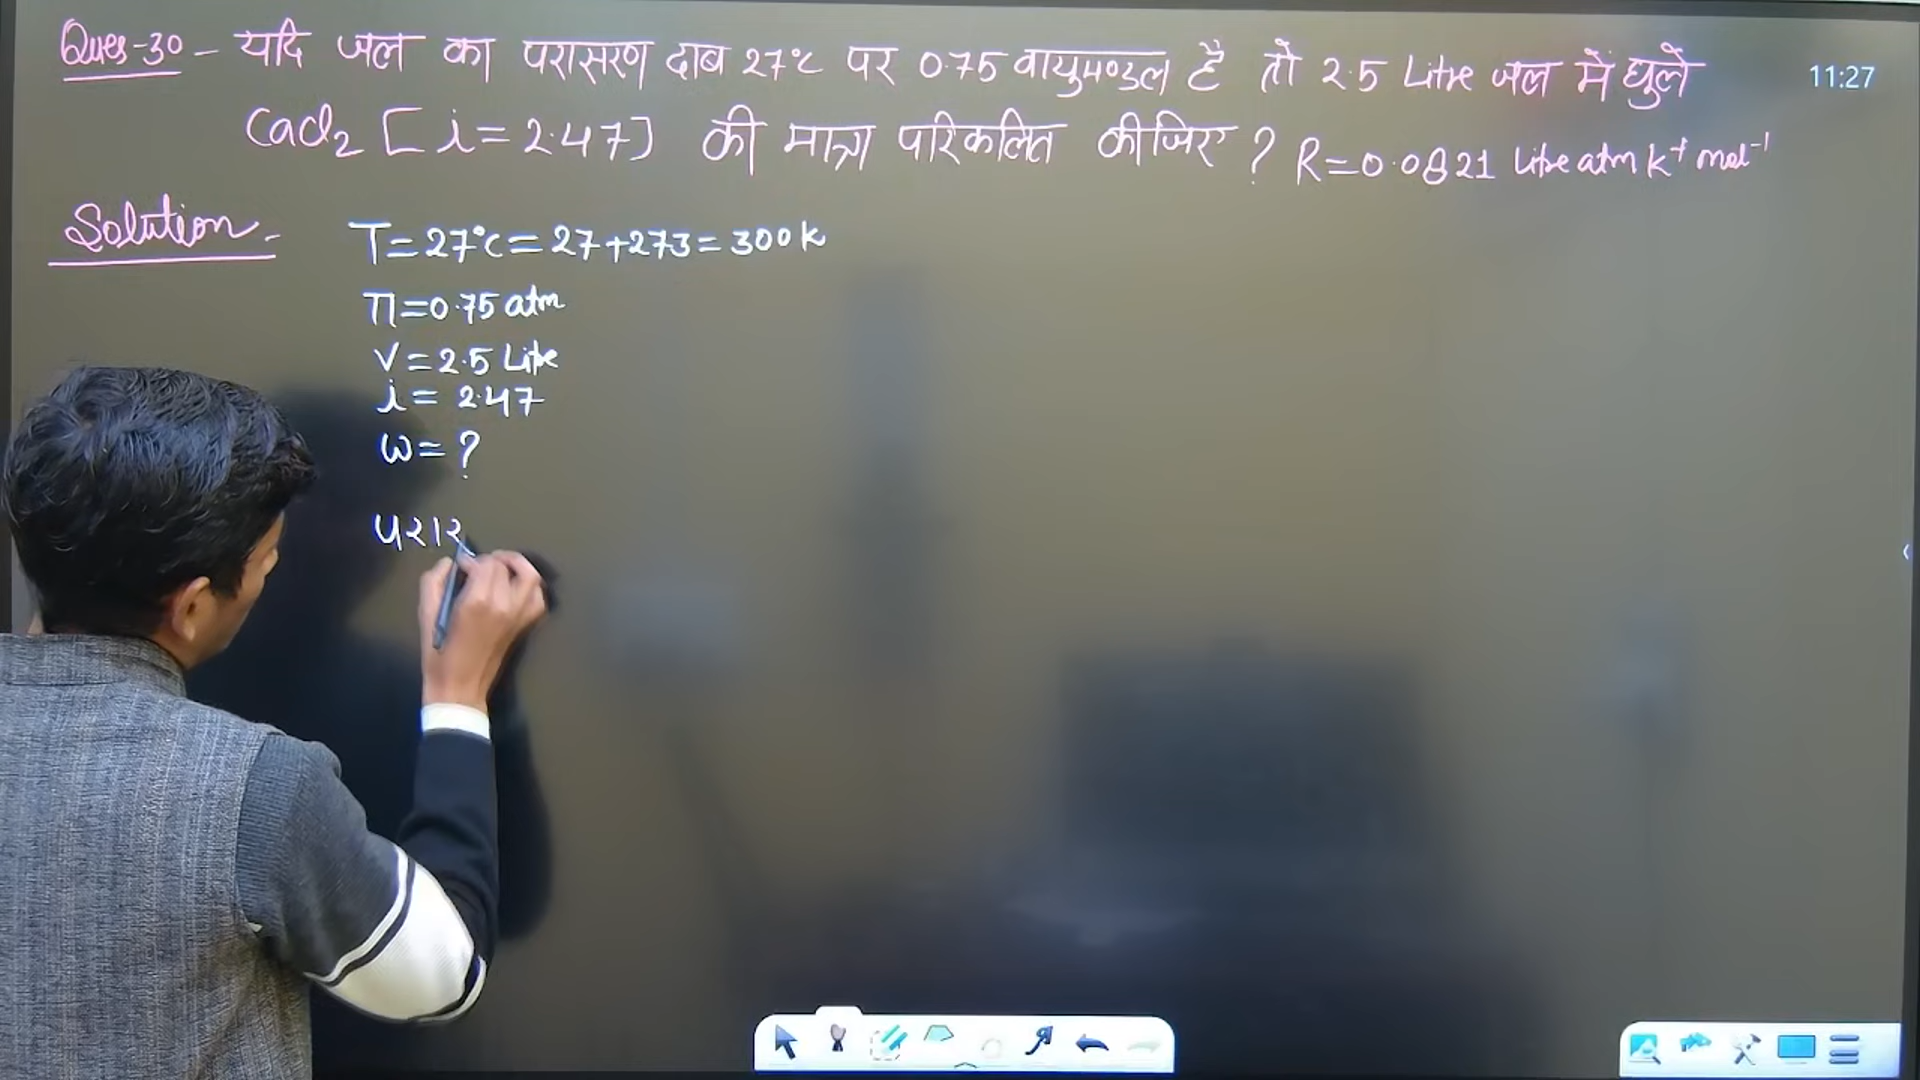 Ques-30 - यदि जल का परासरण दाब 27°C पर 0.75 वायुमण्डल है तो 2.5 Litre जल में घुले
CaCl₂ [i=2.47] की मात्रा परिकलित कीजिए ? R=0.0821 Litre atm K⁻¹ mol⁻¹
11:27
Solution -
T=27°C=27+273=300K
π=0.75 atm
V=2.5 Litre
i= 2.47
W=?
परार